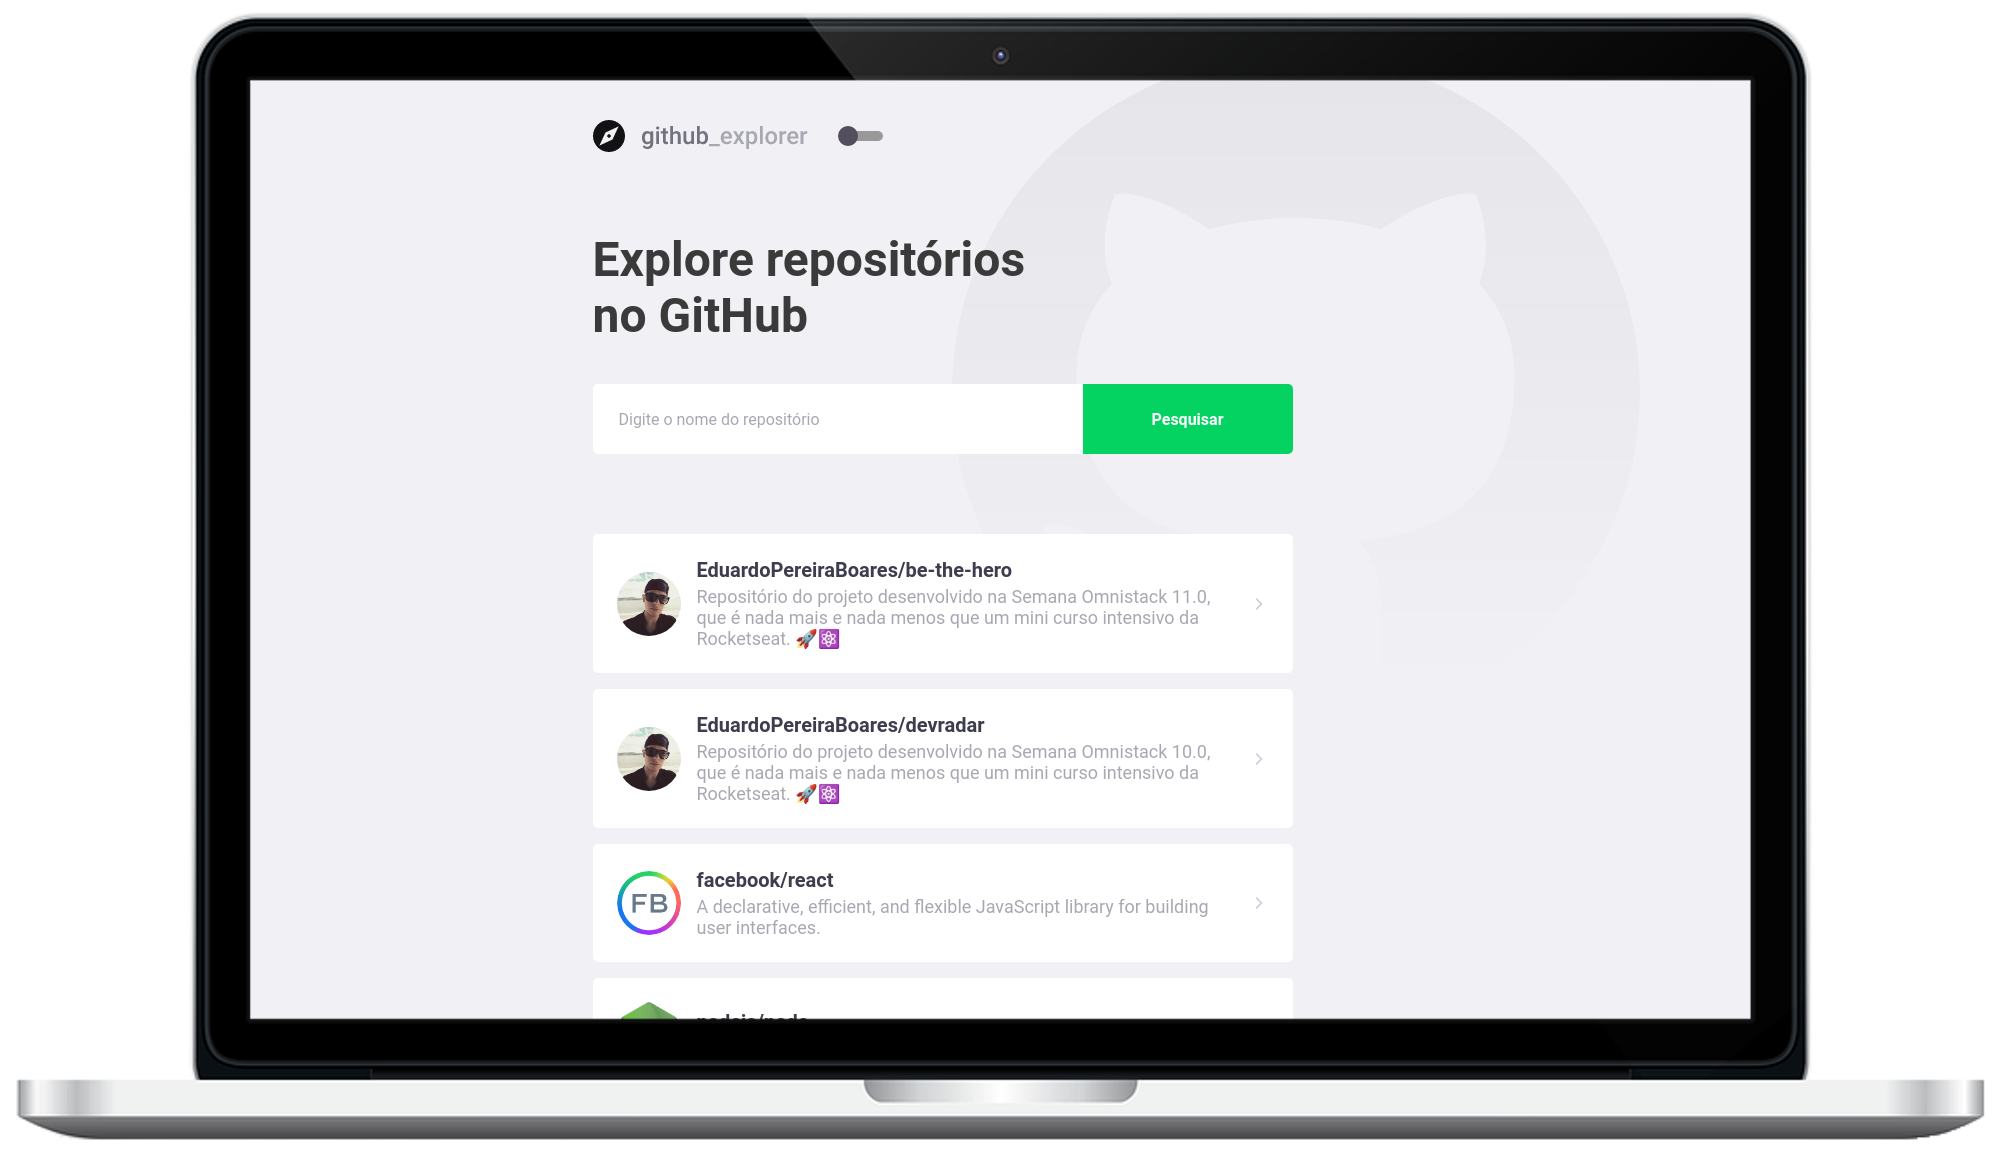 github_explorer
Explore repositórios
no GitHub
Digite o nome do repositório
Pesquisar
EduardoPereiraBoares/be-the-hero
Repositório do projeto desenvolvido na Semana Omnistack 11.0,
que é nada mais e nada menos que um mini curso intensivo da
Rocketseat. 🚀⚛️
EduardoPereiraBoares/devradar
Repositório do projeto desenvolvido na Semana Omnistack 10.0,
que é nada mais e nada menos que um mini curso intensivo da
Rocketseat. 🚀⚛️
FB
facebook/react
A declarative, efficient, and flexible JavaScript library for building
user interfaces.
nodejs/node